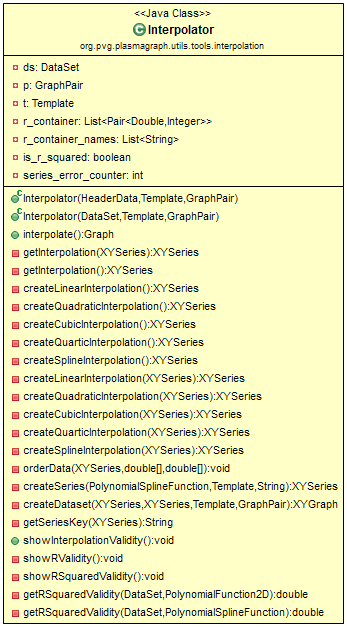 <<Java Class>>
Interpolator
org.pvg.plasmagraph.utils.tools.interpolation
ds: DataSet
p: GraphPair
t: Template
r_container: List<Pair<Double,Integer>>
r_container_names: List<String>
is_r_squared: boolean
series_error_counter: int
Interpolator(HeaderData,Template,GraphPair)
Interpolator(DataSet,Template,GraphPair)
interpolate():Graph
getInterpolation(XYSeries):XYSeries
getInterpolation():XYSeries
createLinearInterpolation():XYSeries
createQuadraticInterpolation():XYSeries
createCubicInterpolation():XYSeries
createQuarticInterpolation():XYSeries
createSplineInterpolation():XYSeries
createLinearInterpolation(XYSeries):XYSeries
createQuadraticInterpolation(XYSeries):XYSeries
createCubicInterpolation(XYSeries):XYSeries
createQuarticInterpolation(XYSeries):XYSeries
createSplineInterpolation(XYSeries):XYSeries
orderData(XYSeries,double[],double[]):void
createSeries(PolynomialSplineFunction,Template,String):XYSeries
createDataset(XYSeries,XYSeries,Template,GraphPair):XYGraph
getSeriesKey(XYSeries):String
showInterpolationValidity():void
showRValidity():void
showRSquaredValidity():void
getRSquaredValidity(DataSet,PolynomialFunction2D):double
getRSquaredValidity(DataSet,PolynomialSplineFunction):double